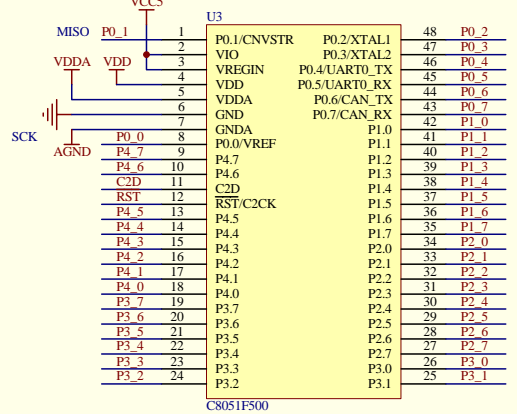 VCC5
U3
MISO P0_1 1 P0.1/CNVSTR P0.2/XTAL1 48 P0_2
2 VIO P0.3/XTAL2 47 P0_3
VDDA VDD 3 VREGIN P0.4/UART0_TX 46 P0_4
4 VDD P0.5/UART0_RX 45 P0_5
5 VDDA P0.6/CAN_TX 44 P0_6
6 GND P0.7/CAN_RX 43 P0_7
7 GNDA P1.0 42 P1_0
SCK P0_0 8 P0.0/VREF P1.1 41 P1_1
AGND P4_7 9 P4.7 P1.2 40 P1_2
P4_6 10 P4.6 P1.3 39 P1_3
C2D 11 C2D P1.4 38 P1_4
RST 12 RST/C2CK P1.5 37 P1_5
P4_5 13 P4.5 P1.6 36 P1_6
P4_4 14 P4.4 P1.7 35 P1_7
P4_3 15 P4.3 P2.0 34 P2_0
P4_2 16 P4.2 P2.1 33 P2_1
P4_1 17 P4.1 P2.2 32 P2_2
P4_0 18 P4.0 P2.3 31 P2_3
P3_7 19 P3.7 P2.4 30 P2_4
P3_6 20 P3.6 P2.5 29 P2_5
P3_5 21 P3.5 P2.6 28 P2_6
P3_4 22 P3.4 P2.7 27 P2_7
P3_3 23 P3.3 P3.0 26 P3_0
P3_2 24 P3.2 P3.1 25 P3_1
C8051F500